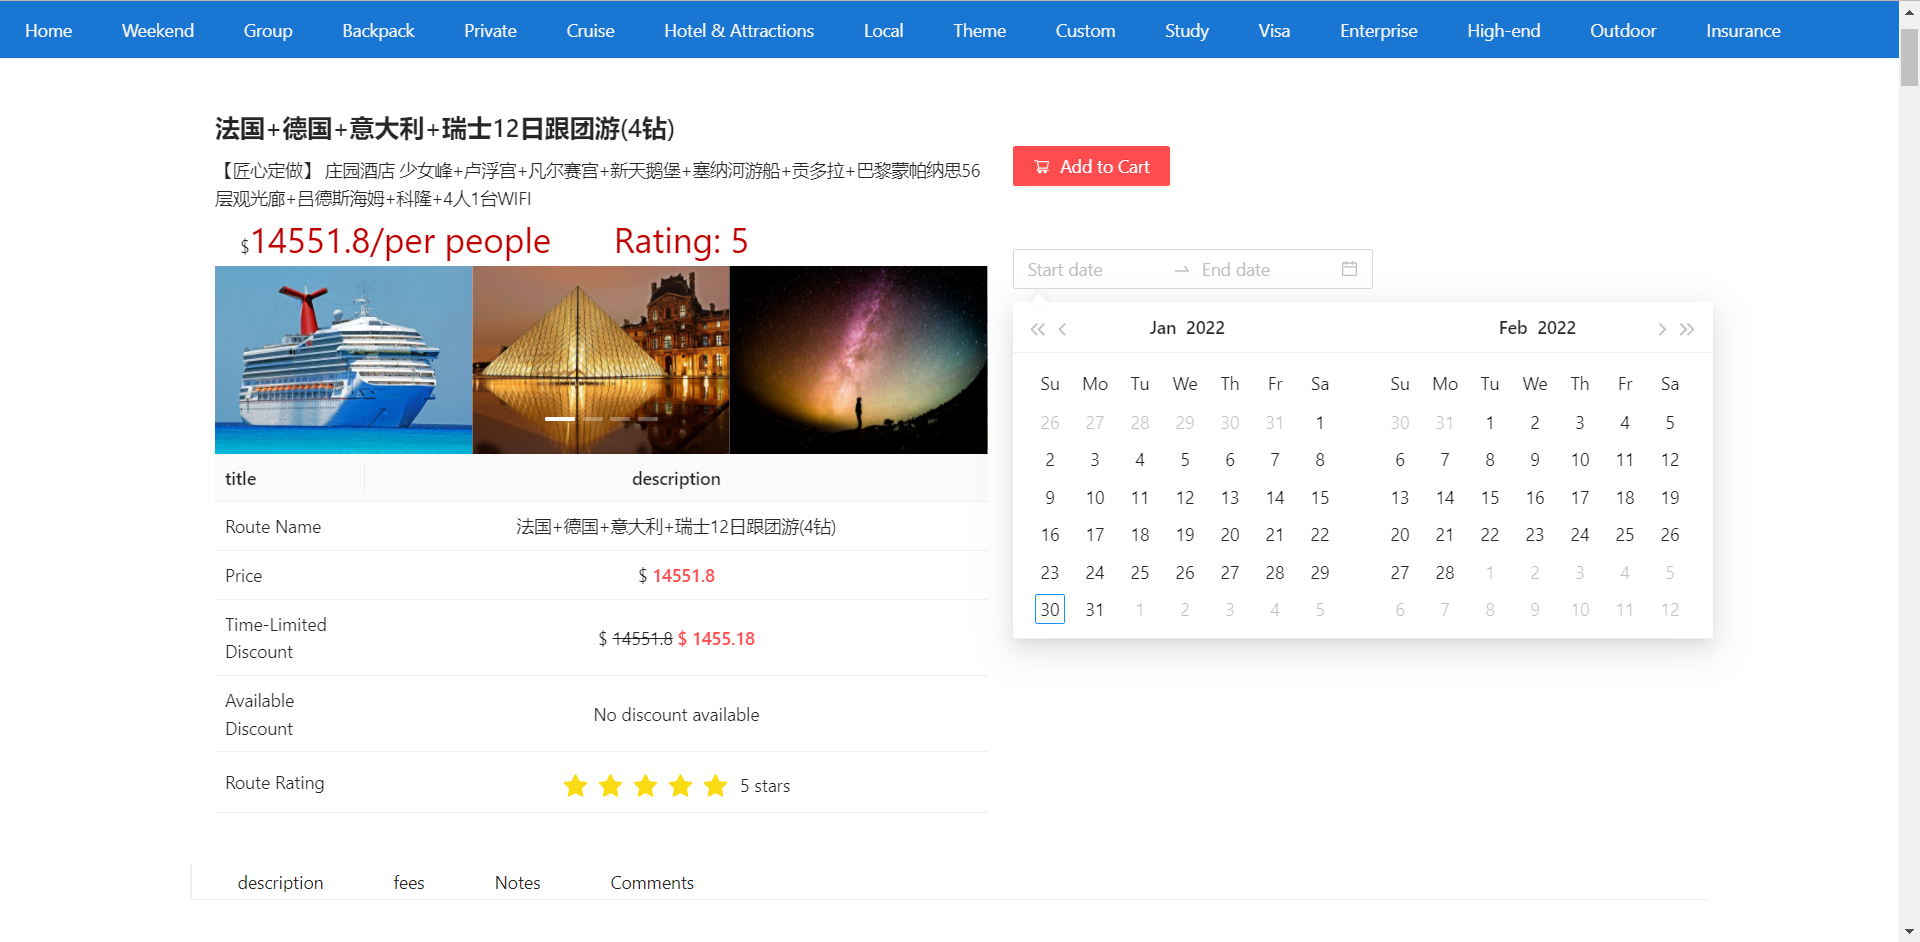 Home Weekend Group Backpack Private Cruise Hotel & Attractions Local Theme Custom Study Visa Enterprise High-end Outdoor Insurance
法国+德国+意大利+瑞士12日跟团游(4钻)
【匠心定做】 庄园酒店 少女峰+卢浮宫+凡尔赛宫+新天鹅堡+塞纳河游船+贡多拉+巴黎蒙帕纳思56
层观光廊+吕德斯海姆+科隆+4人1台WIFI
$14551.8/per people Rating: 5
title description
Route Name 法国+德国+意大利+瑞士12日跟团游(4钻)
Price $ 14551.8
Time-Limited
Discount
$ 14551.8 $ 1455.18
Available
Discount
No discount available
Route Rating 5 stars
Add to Cart
Start date End date
Jan 2022
Su Mo Tu We Th Fr Sa
26 27 28 29 30 31 1
2 3 4 5 6 7 8
9 10 11 12 13 14 15
16 17 18 19 20 21 22
23 24 25 26 27 28 29
30 31 1 2 3 4 5
Feb 2022
Su Mo Tu We Th Fr Sa
30 31 1 2 3 4 5
6 7 8 9 10 11 12
13 14 15 16 17 18 19
20 21 22 23 24 25 26
27 28 1 2 3 4 5
6 7 8 9 10 11 12
description fees Notes Comments